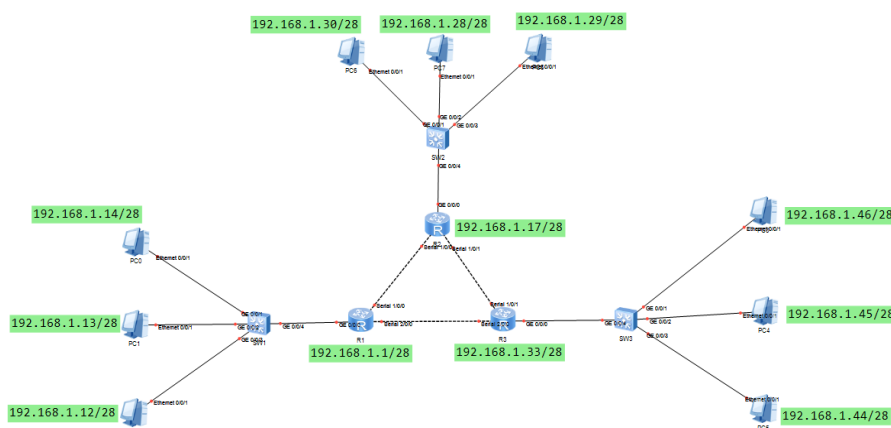 192.168.1.30/28
192.168.1.28/28
192.168.1.29/28
PC7
Ethernet 0/0/1
Ethernet 0/0/1
GE 0/0/2
GE 0/0/1
GE 0/0/3
SW2
GE 0/0/4
GE 0/0/0
192.168.1.17/28
R
Serial 1/0/1
192.168.1.14/28
PC0
Ethernet 0/0/1
192.168.1.46/28
192.168.1.13/28
PC1
Ethernet 0/0/1
GE 0/0/1
SW1
GE 0/0/4
Serial 1/0/0
Serial 2/0/0
R1
192.168.1.1/28
Serial 1/0/1
R3
GE 0/0/0
192.168.1.33/28
GE 0/0/1
GE 0/0/2
GE 0/0/3
SW3
192.168.1.45/28
PC4
192.168.1.12/28
Ethernet 0/0/1
192.168.1.44/28
Ethernet 0/0/1